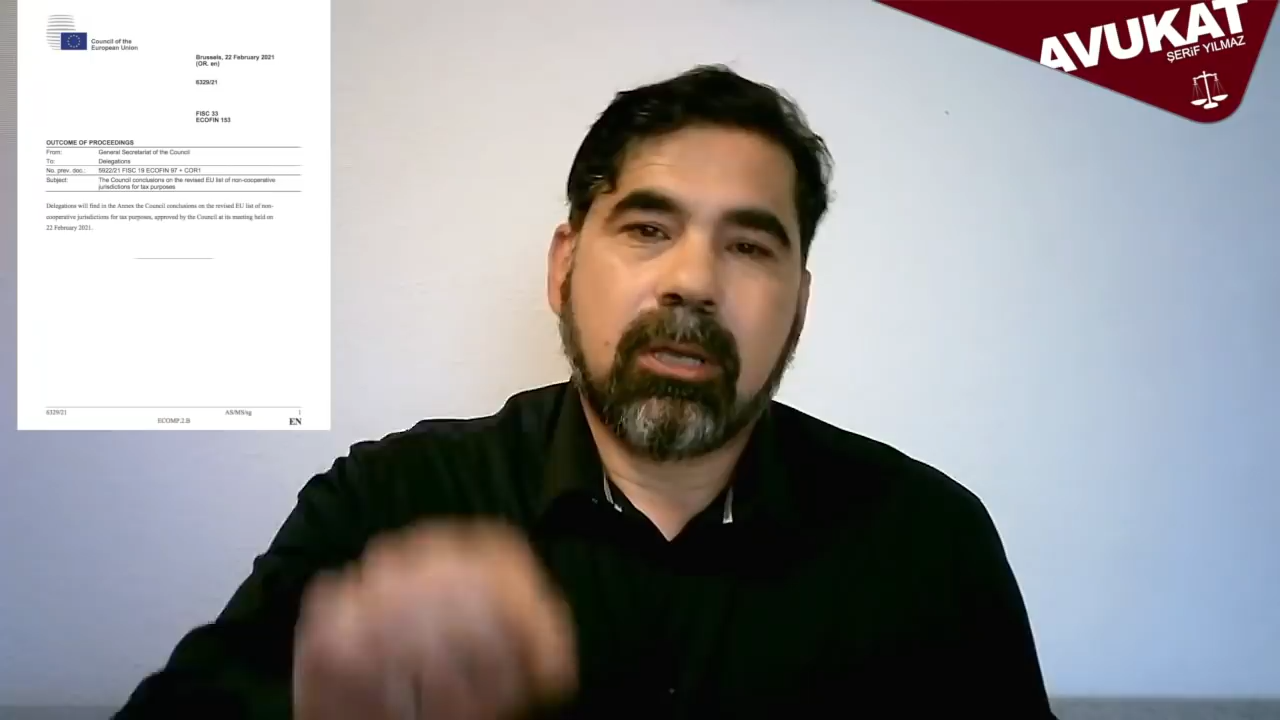 Council of the
European Union
Brussels, 22 February 2021
(OR. en)
6329/21
FISC 33
ECOFIN 153
OUTCOME OF PROCEEDINGS
From: General Secretariat of the Council
To: Delegations
No. prev. doc.: 5922/21 FISC 19 ECOFIN 97 + COR1
Subject: The Council conclusions on the revised EU list of non-cooperative
jurisdictions for tax purposes
Delegations will find in the Annex the Council conclusions on the revised EU list of non-
cooperative jurisdictions for tax purposes, approved by the Council at its meeting held on
22 February 2021.
6329/21 AS/MS/sg 1
ECOMP.2.B EN
AVUKAT
ŞERİF YILMAZ